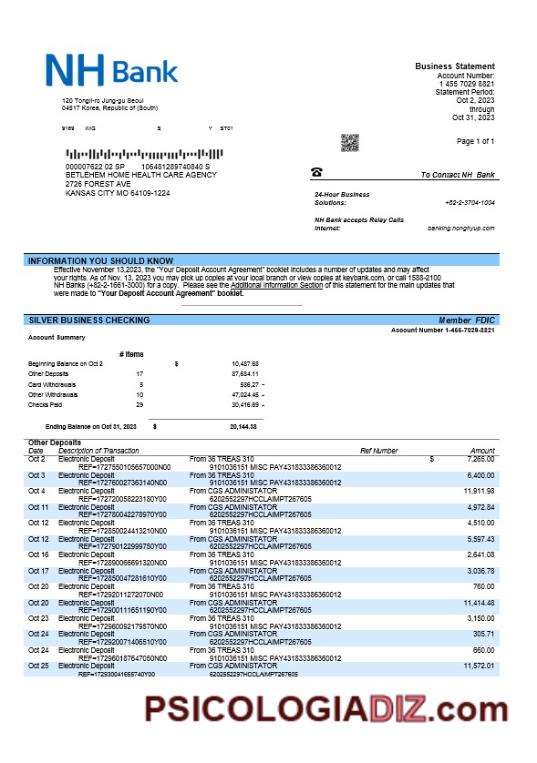 NH Bank
Business Statement
Account Number:
1 455 7029 8821
Statement Period:
Oct 2, 2023
through
Oct 31, 2023
120 Tongil-ro Jung-gu Seoul
04517 Korea, Republic of (South)
Page 1 of 1
000007622 02 SP 106481289740840 S
BETLEHEM HOME HEALTH CARE AGENCY
2726 FOREST AVE
KANSAS CITY MO 64109-1224
To Contact NH Bank
24-Hour Business
Solutions: +82-2-3704-1004
NH Bank accepts Relay Calls
Internet: banking.nonghyup.com
INFORMATION YOU SHOULD KNOW
Effective November 13,2023, the "Your Deposit Account Agreement" booklet includes a number of updates and may affect
your rights. As of Nov. 13, 2023 you may pick up copies at your local branch or view copies at keybank.com, or call 1588-2100
NH Banks (+82-2-1661-3000) for a copy. Please see the Additional Information Section of this statement for the main updates that
were made to "Your Deposit Account Agreement" booklet.
SILVER BUSINESS CHECKING Member FDIC
Account Number 1-455-7029-8821
Account Summary
# Items
Beginning Balance on Oct 2 $ 10,487.68
Other Deposits 17 87,684.11
Card Withdrawals 5 586,27 -
Other Withdrawals 10 47,024.45 -
Checks Paid 29 30,416.69 -
Ending Balance on Oct 31, 2023 $ 20,144.38
Other Deposits
Date Description of Transaction Ref Number Amount
Oct 2 Electronic Deposit From 36 TREAS 310 $ 7,265.00
REF=1727550105657000N00 9101036151 MISC PAY431833386360012
Oct 3 Electronic Deposit From 36 TREAS 310 6,400.00
REF=172760027363140N00 9101036151 MISC PAY431833386360012
Oct 4 Electronic Deposit From CGS ADMINISTATOR 11,911.98
REF=172720058223180Y00 6202552297HCCLAIMPT267605
Oct 11 Electronic Deposit From CGS ADMINISTATOR 4,972.84
REF=172780042278970Y00 6202552297HCCLAIMPT267605
Oct 12 Electronic Deposit From 36 TREAS 310 4,510.00
REF=172850024413210N00 9101036151 MISC PAY431833386360012
Oct 12 Electronic Deposit From CGS ADMINISTATOR 5,597.43
REF=172790122999750Y00 6202552297HCCLAIMPT267605
Oct 16 Electronic Deposit From 36 TREAS 310 2,641.08
REF=172890066691320N00 9101036151 MISC PAY431833386360012
Oct 17 Electronic Deposit From CGS ADMINISTATOR 3,036.78
REF=172850047281610Y00 6202552297HCCLAIMPT267605
Oct 20 Electronic Deposit From 36 TREAS 310 760.00
REF=17292011272070N00 9101036151 MISC PAY431833386360012
Oct 20 Electronic Deposit From CGS ADMINISTATOR 11,414.48
REF=172900111651190Y00 6202552297HCCLAIMPT267605
Oct 23 Electronic Deposit From 36 TREAS 310 3,150.00
REF=172960092179570N00 9101036151 MISC PAY431833386360012
Oct 24 Electronic Deposit From CGS ADMINISTATOR 305.71
REF=172920071406510Y00 6202552297HCCLAIMPT267605
Oct 24 Electronic Deposit From 36 TREAS 310 660.00
REF=172960187647050N00 9101036151 MISC PAY431833386360012
Oct 25 Electronic Deposit From CGS ADMINISTATOR 11,572.01
REF=172930041655740Y00 6202552297HCCLAIMPT267605
PSICOLOGIADIZ.com